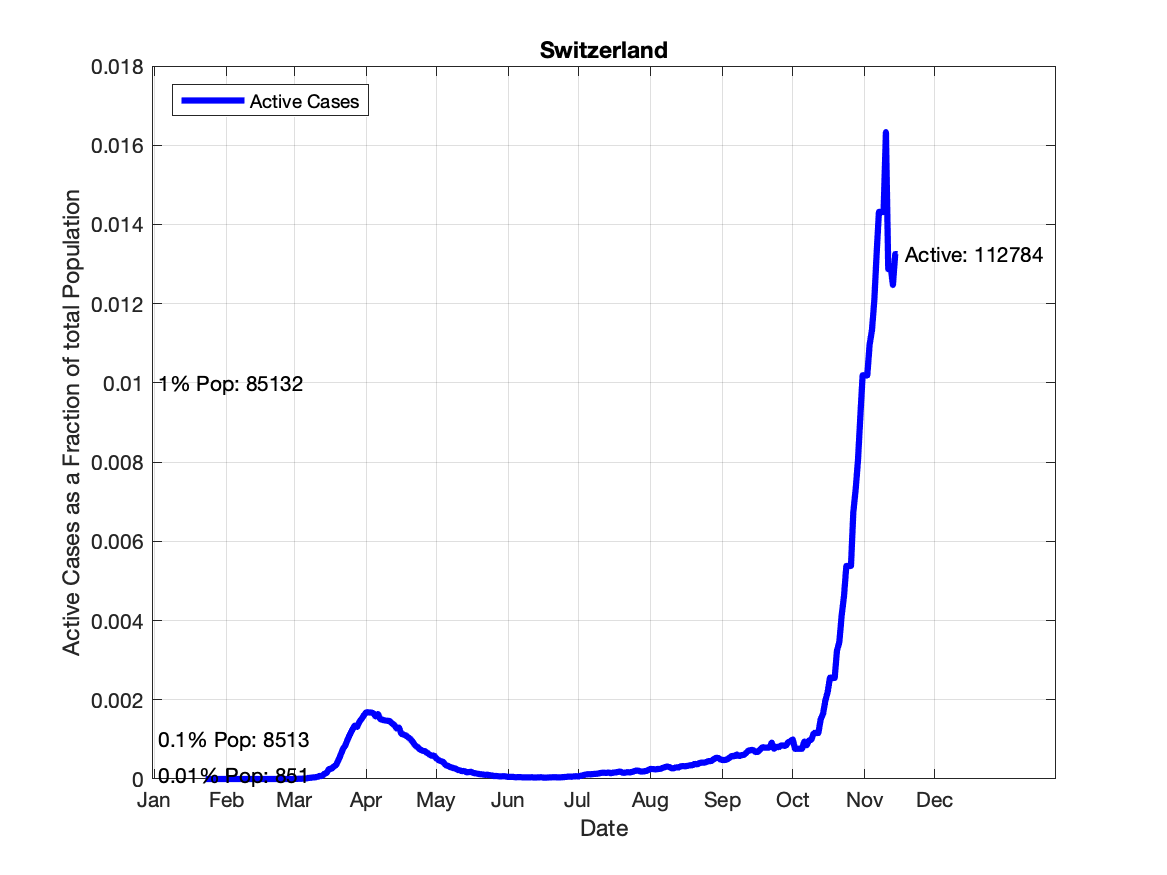 Switzerland
0.018
Active Cases
0.016
0.014
Active: 112784
0.012
0.01
1% Pop: 85132
0.008
0.006
0.004
0.002
0.1% Pop: 8513
0.01% Pop: 851
0
Jan Feb Mar Apr May Jun Jul Aug Sep Oct Nov Dec
Date
Active Cases as a Fraction of total Population